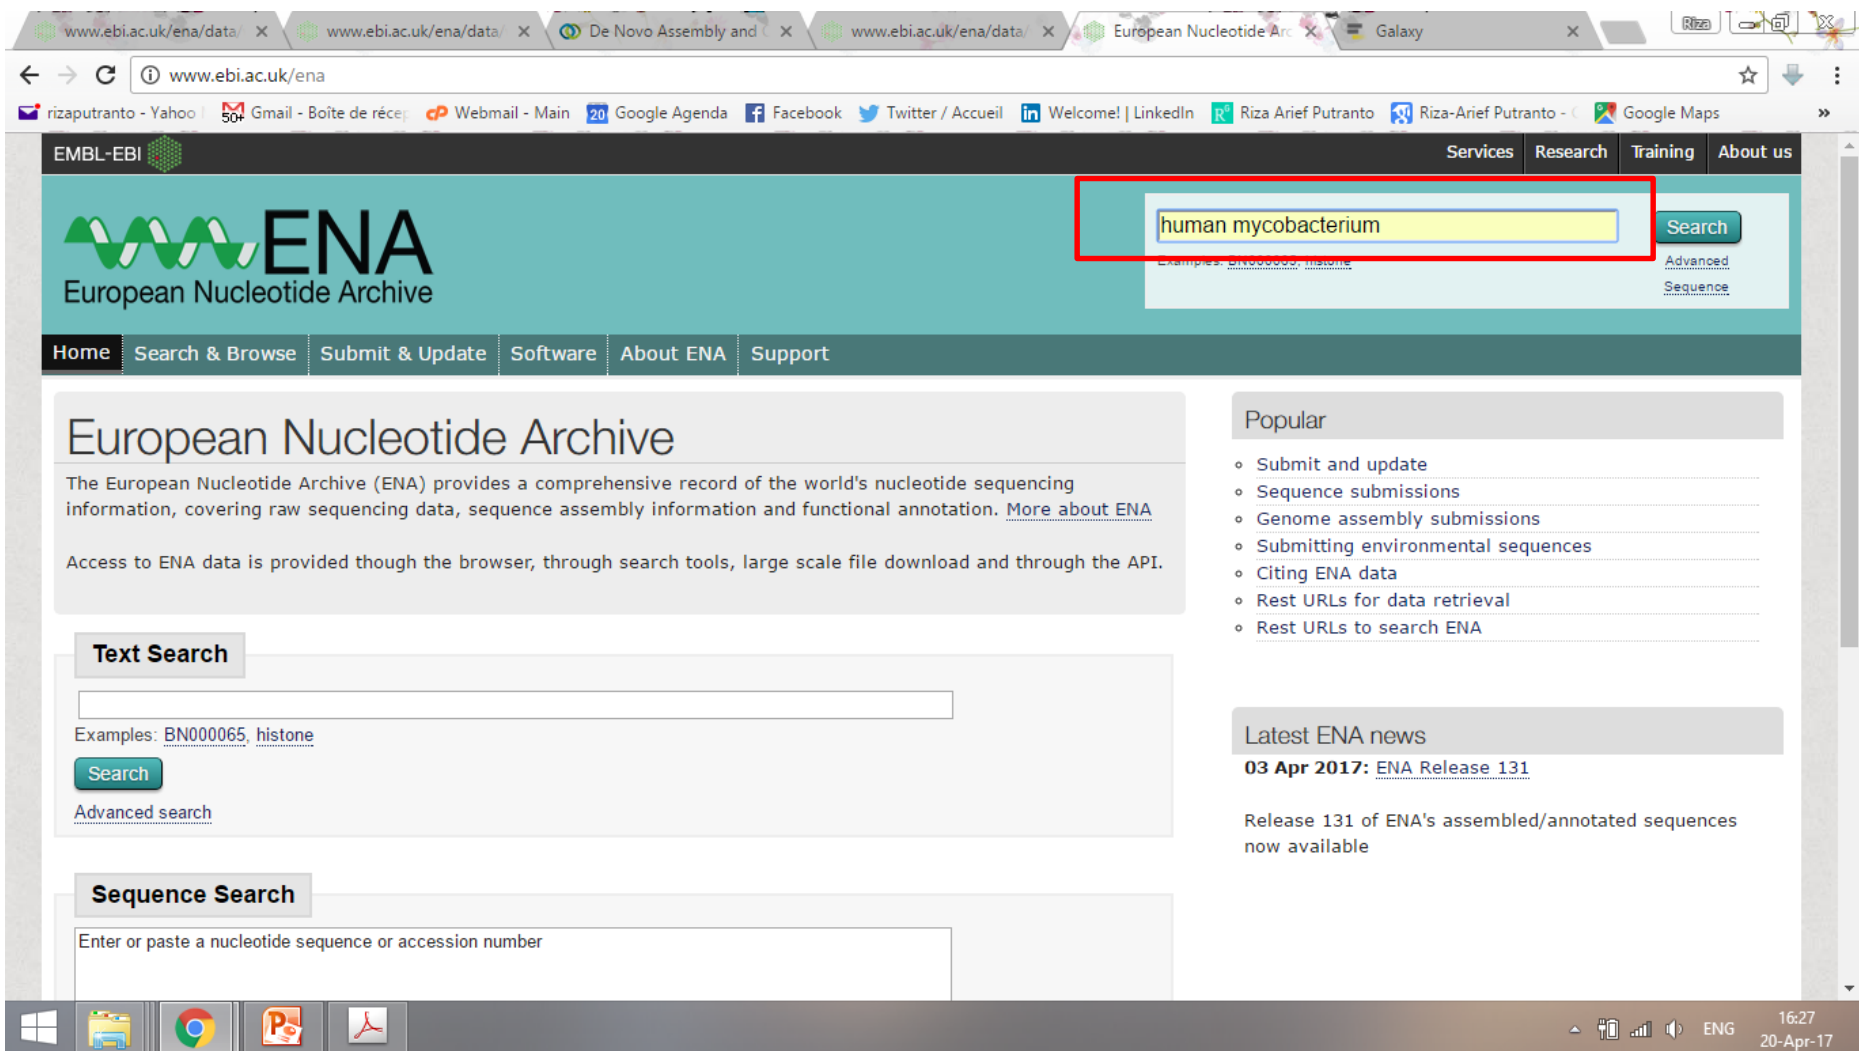 www.ebi.ac.uk/ena/data/
www.ebi.ac.uk/ena/data/
De Novo Assembly and
www.ebi.ac.uk/ena/data/
European Nucleotide Arc
Galaxy
Riza
www.ebi.ac.uk/ena
rizaputranto - Yahoo
50+
Gmail - Boîte de récep
Webmail - Main
20
Google Agenda
Facebook
Twitter / Accueil
Welcome! | LinkedIn
Riza Arief Putranto
Riza-Arief Putranto -
Google Maps
»
EMBL-EBI
Services
Research
Training
About us
ENA
European Nucleotide Archive
human mycobacterium
Search
Examples: BN000065, histone
Advanced
Sequence
Home
Search & Browse
Submit & Update
Software
About ENA
Support
European Nucleotide Archive
The European Nucleotide Archive (ENA) provides a comprehensive record of the world's nucleotide sequencing
information, covering raw sequencing data, sequence assembly information and functional annotation. More about ENA
Access to ENA data is provided though the browser, through search tools, large scale file download and through the API.
Text Search
Examples: BN000065, histone
Search
Advanced search
Sequence Search
Enter or paste a nucleotide sequence or accession number
Popular
Submit and update
Sequence submissions
Genome assembly submissions
Submitting environmental sequences
Citing ENA data
Rest URLs for data retrieval
Rest URLs to search ENA
Latest ENA news
03 Apr 2017: ENA Release 131
Release 131 of ENA's assembled/annotated sequences
now available
ENG
16:27
20-Apr-17